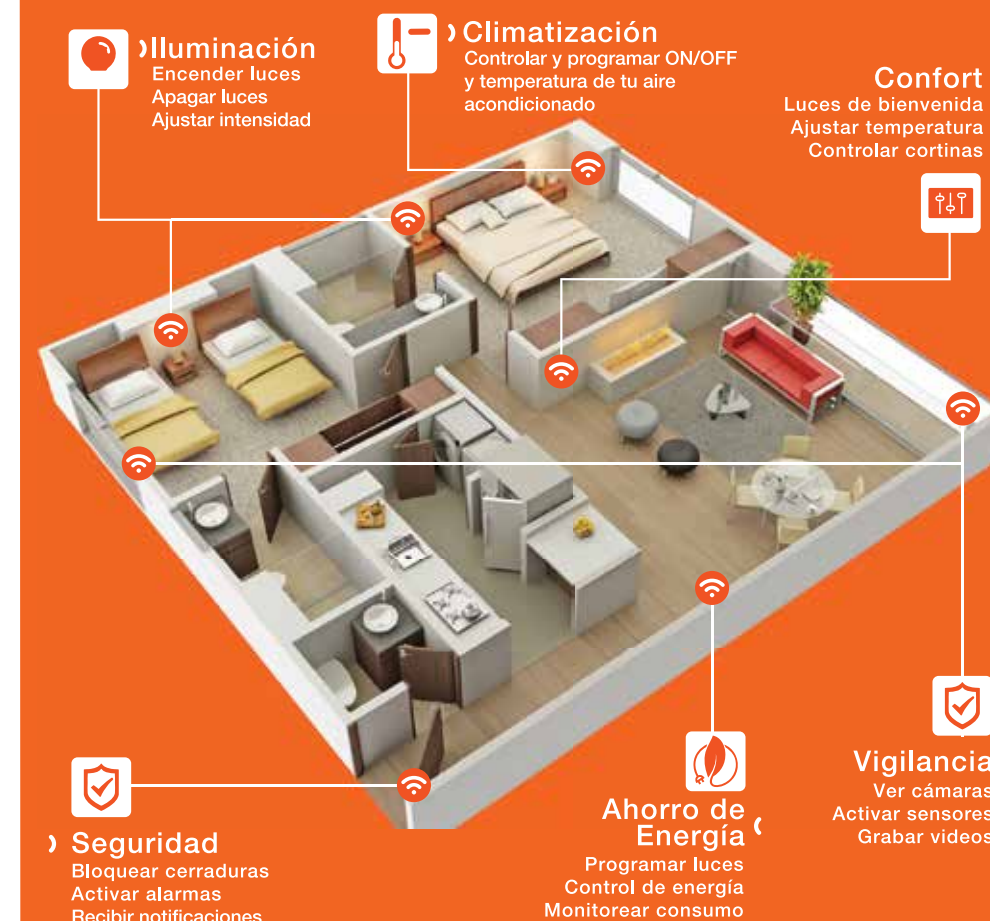 Iluminación
Encender luces
Apagar luces
Ajustar intensidad
Climatización
Controlar y programar ON/OFF
y temperatura de tu aire
acondicionado
Confort
Luces de bienvenida
Ajustar temperatura
Controlar cortinas
Seguridad
Bloquear cerraduras
Activar alarmas
Recibir notificaciones
Ahorro de
Energía
Programar luces
Control de energía
Monitorear consumo
Vigilancia
Ver cámaras
Activar sensores
Grabar videos